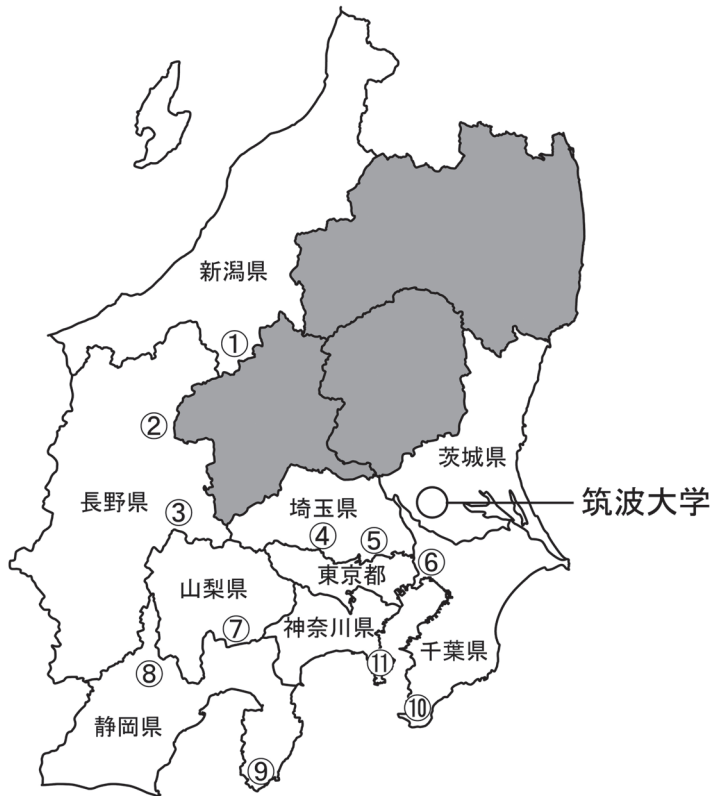 新潟県
①
②
茨城県
長野県
筑波大学
③
埼玉県
④
⑤
⑥
東京都
山梨県
⑦
神奈川県
千葉県
⑪
⑧
⑩
静岡県
⑨